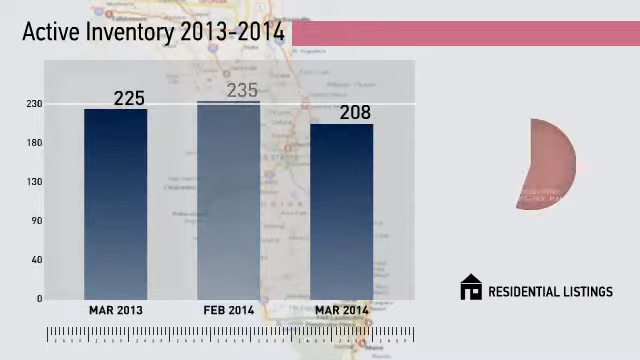 Active Inventory 2013-2014
225
235
208
230
180
130
90
40
0
MAR 2013
FEB 2014
MAR 2014
RESIDENTIAL LISTINGS